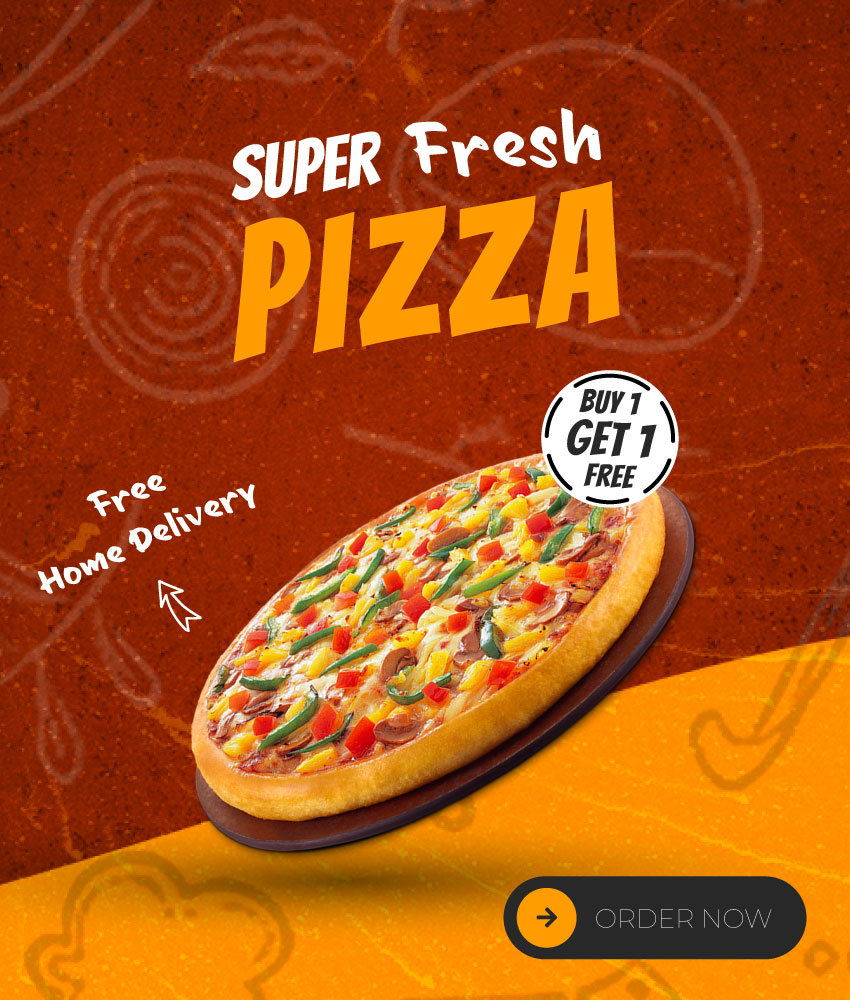 SUPER Fresh
PIZZA
BUY 1
GET 1
FREE
Free
Home Delivery
ORDER NOW